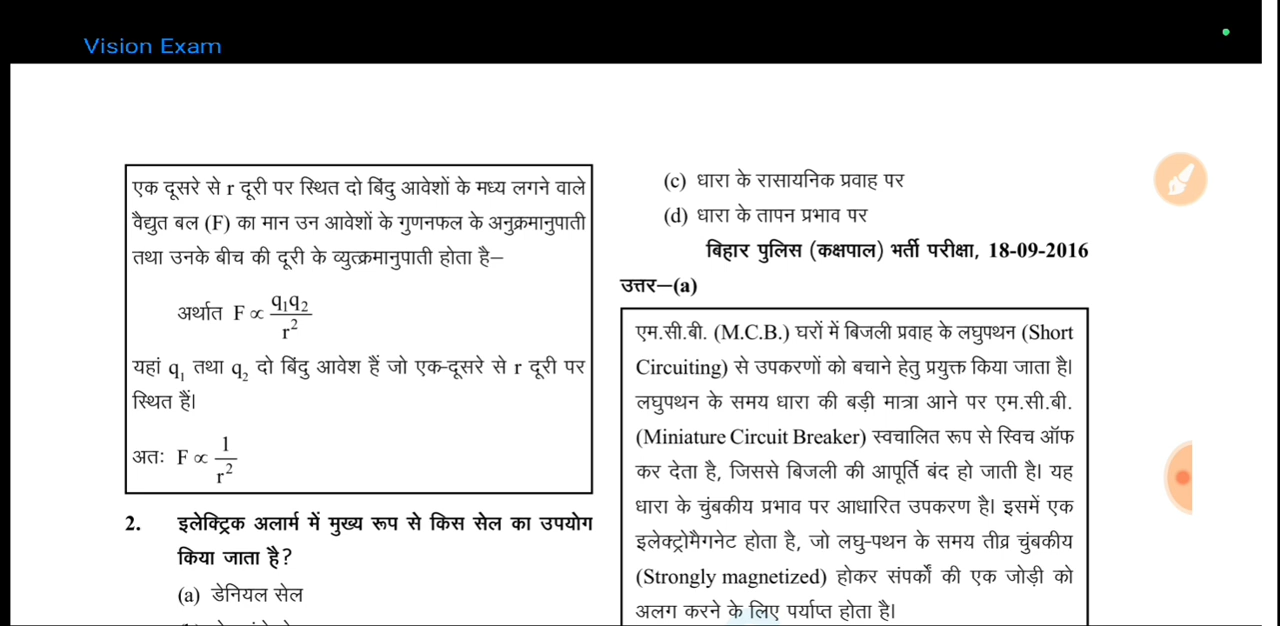 Vision Exam
एक दूसरे से r दूरी पर स्थित दो बिंदु आवेशों के मध्य लगने वाले
वैद्युत बल (F) का मान उन आवेशों के गुणनफल के अनुक्रमानुपाती
तथा उनके बीच की दूरी के व्युत्क्रमानुपाती होता है–
अर्थात F ∝ q₁q₂ / r²
यहां q₁ तथा q₂ दो बिंदु आवेश हैं जो एक-दूसरे से r दूरी पर
स्थित हैं।
अतः F ∝ 1 / r²
2. इलेक्ट्रिक अलार्म में मुख्य रूप से किस सेल का उपयोग
किया जाता है?
(a) डेनियल सेल
(c) धारा के रासायनिक प्रवाह पर
(d) धारा के तापन प्रभाव पर
बिहार पुलिस (कक्षपाल) भर्ती परीक्षा, 18-09-2016
उत्तर–(a)
एम.सी.बी. (M.C.B.) घरों में बिजली प्रवाह के लघुपथन (Short
Circuiting) से उपकरणों को बचाने हेतु प्रयुक्त किया जाता है।
लघुपथन के समय धारा की बड़ी मात्रा आने पर एम.सी.बी.
(Miniature Circuit Breaker) स्वचालित रूप से स्विच ऑफ
कर देता है, जिससे बिजली की आपूर्ति बंद हो जाती है। यह
धारा के चुंबकीय प्रभाव पर आधारित उपकरण है। इसमें एक
इलेक्ट्रोमैगनेट होता है, जो लघु-पथन के समय तीव्र चुंबकीय
(Strongly magnetized) होकर संपर्कों की एक जोड़ी को
अलग करने के लिए पर्याप्त होता है।